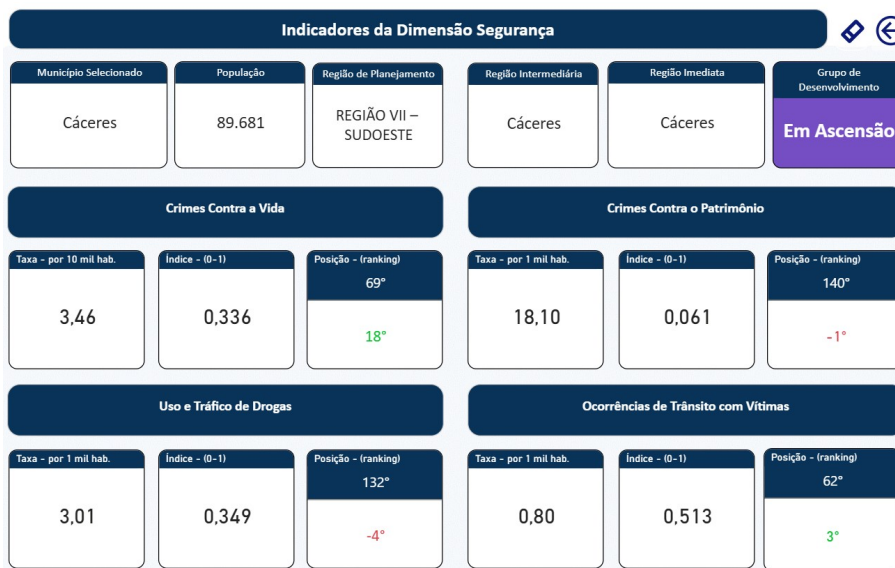 Indicadores da Dimensão Segurança
Município Selecionado
Cáceres
População
89.681
Região de Planejamento
REGIÃO VII –
SUDOESTE
Região Intermediária
Cáceres
Região Imediata
Cáceres
Grupo de
Desenvolvimento
Em Ascensão
Crimes Contra a Vida
Taxa - por 10 mil hab.
3,46
Índice - (0-1)
0,336
Posição - (ranking)
69°
18°
Crimes Contra o Patrimônio
Taxa - por 1 mil hab.
18,10
Índice - (0-1)
0,061
Posição - (ranking)
140°
-1°
Uso e Tráfico de Drogas
Taxa - por 1 mil hab.
3,01
Índice - (0-1)
0,349
Posição - (ranking)
132°
-4°
Ocorrências de Trânsito com Vítimas
Taxa - por 1 mil hab.
0,80
Índice - (0-1)
0,513
Posição - (ranking)
62°
3°